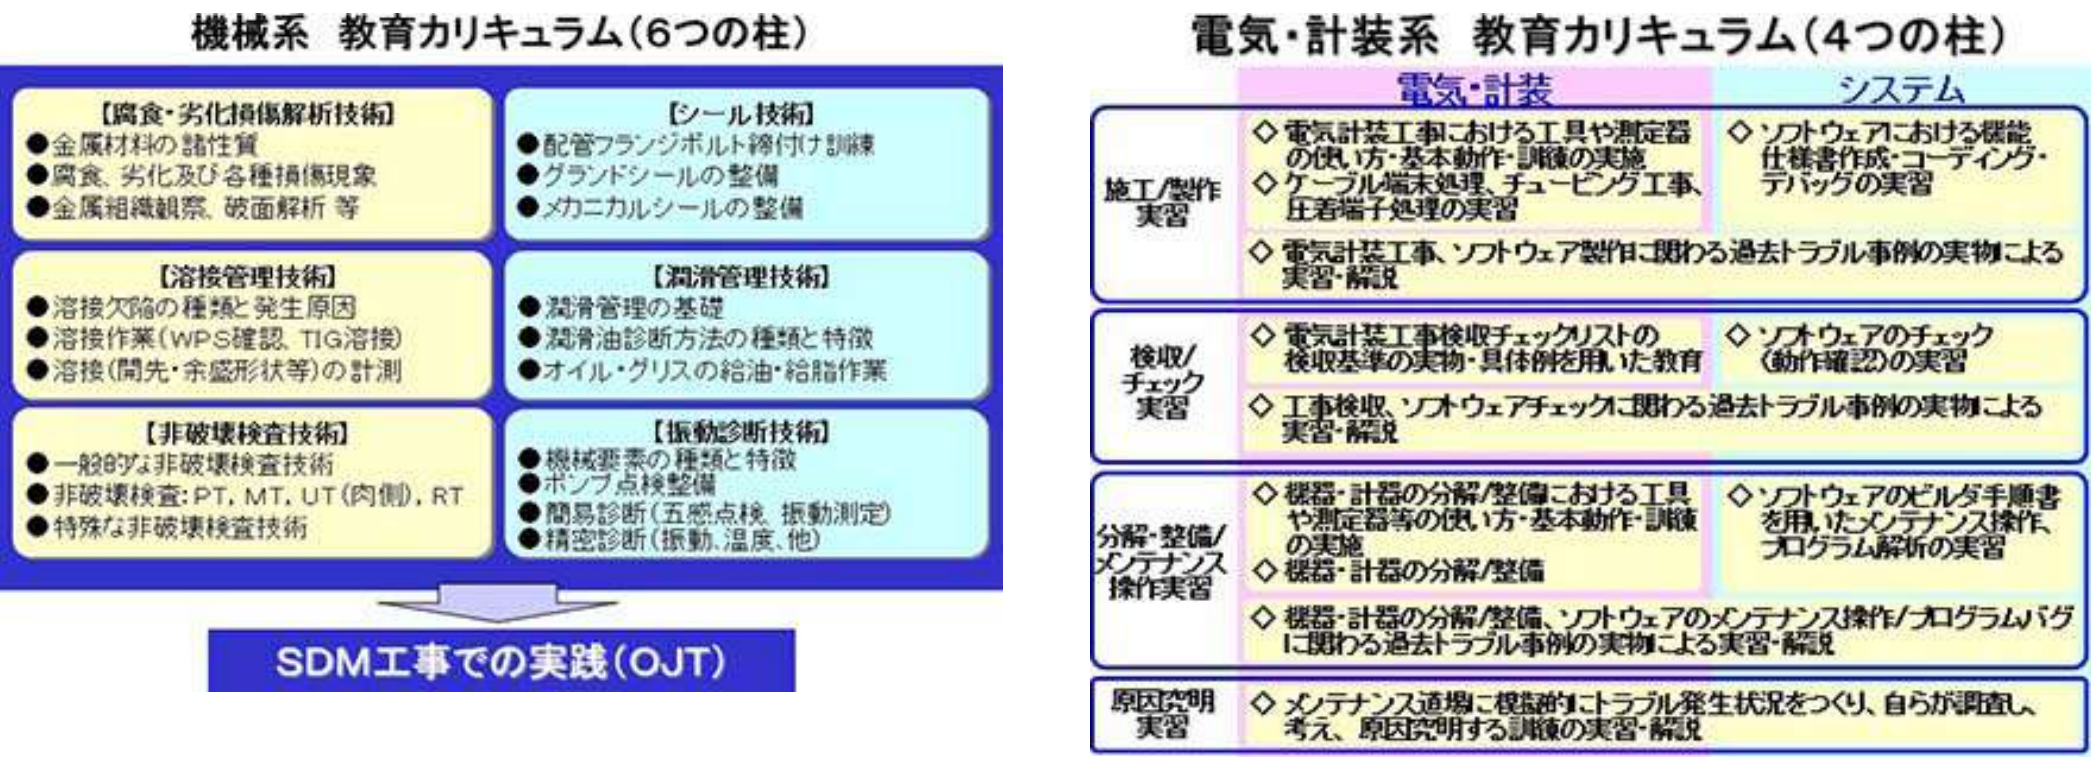 機械系　教育カリキュラム(6つの柱)
【腐食・劣化損傷解析技術】
●金属材料の諸性質
●腐食、劣化及び各種損傷現象
●金属組織観察、破面解析 等
【シール技術】
●配管フランジボルト締付け訓練
●グランドシールの整備
●メカニカルシールの整備
【溶接管理技術】
●溶接欠陥の種類と発生原因
●溶接作業(WPS確認、TIG溶接)
●溶接(開先・余盛形状等)の計測
【潤滑管理技術】
●潤滑管理の基礎
●潤滑油診断方法の種類と特徴
●オイル・グリスの給油・給脂作業
【非破壊検査技術】
●一般的な非破壊検査技術
●非破壊検査:PT, MT, UT(肉側), RT
●特殊な非破壊検査技術
【振動診断技術】
●機械要素の種類と特徴
●ポンプ点検整備
●簡易診断(五感点検、振動測定)
●精密診断(振動、温度、他)
SDM工事での実践(OJT)
電気・計装系　教育カリキュラム(4つの柱)
電気・計装
システム
施工/製作
実習
◇ 電気計装工事における工具や測定器
の使い方・基本動作・訓練の実施
◇ ケーブル端末処理、チュービング工事、
圧着端子処理の実習
◇ ソフトウェアにおける機能
仕様書作成・コーディング・
デバッグの実習
◇ 電気計装工事、ソフトウェア製作に関わる過去トラブル事例の実物による
実習・解説
検収/
チェック
実習
◇ 電気計装工事検収チェックリストの
検収基準の実物・具体例を用いた教育
◇ ソフトウェアのチェック
(動作確認)の実習
◇ 工事検収、ソフトウェアチェックに関わる過去トラブル事例の実物による
実習・解説
分解・整備/
メンテナンス
操作実習
◇ 機器・計器の分解/整備における工具
や測定器等の使い方・基本動作・訓練
の実施
◇ 機器・計器の分解/整備
◇ ソフトウェアのビルダ手順書
を用いたメンテナンス操作、
プログラム解析の実習
◇ 機器・計器の分解/整備、ソフトウェアのメンテナンス操作/プログラムバグ
に関わる過去トラブル事例の実物による実習・解説
原因究明
実習
◇ メンテナンス道場に模擬的にトラブル発生状況をつくり、自らが調査し、
考え、原因究明する訓練の実習・解説